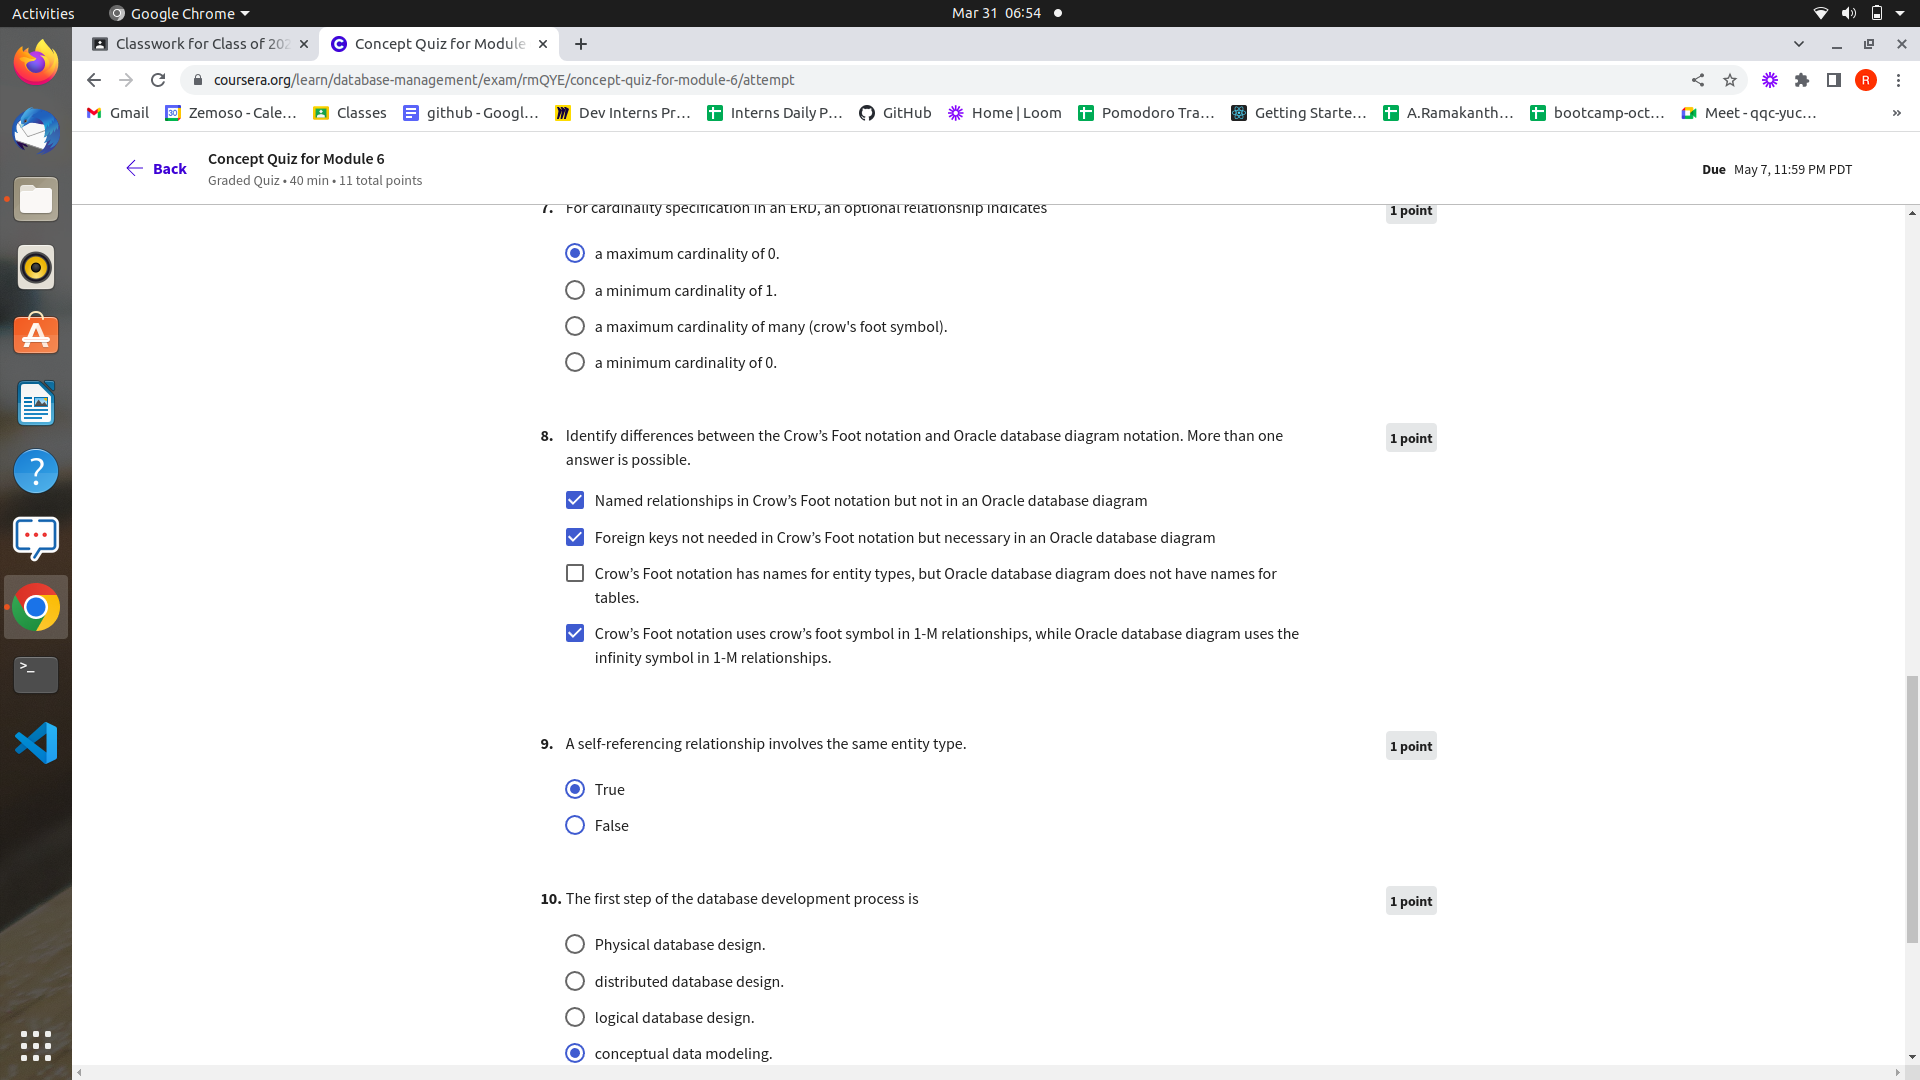 Activities
Google Chrome
Mar 31 06:54
Classwork for Class of 202
Concept Quiz for Module
coursera.org/learn/database-management/exam/rmQYE/concept-quiz-for-module-6/attempt
R
Gmail
30
Zemoso - Cale...
Classes
github - Googl...
Dev Interns Pr...
Interns Daily P...
GitHub
Home | Loom
Pomodoro Tra...
Getting Starte...
A.Ramakanth...
bootcamp-oct...
Meet - qqc-yuc...
»
Back
Concept Quiz for Module 6
Graded Quiz • 40 min • 11 total points
Due May 7, 11:59 PM PDT
7. For cardinality specification in an ERD, an optional relationship indicates
1 point
a maximum cardinality of 0.
a minimum cardinality of 1.
a maximum cardinality of many (crow's foot symbol).
a minimum cardinality of 0.
8. Identify differences between the Crow’s Foot notation and Oracle database diagram notation. More than one
answer is possible.
1 point
Named relationships in Crow’s Foot notation but not in an Oracle database diagram
Foreign keys not needed in Crow’s Foot notation but necessary in an Oracle database diagram
Crow’s Foot notation has names for entity types, but Oracle database diagram does not have names for
tables.
Crow’s Foot notation uses crow’s foot symbol in 1-M relationships, while Oracle database diagram uses the
infinity symbol in 1-M relationships.
9. A self-referencing relationship involves the same entity type.
1 point
True
False
10. The first step of the database development process is
1 point
Physical database design.
distributed database design.
logical database design.
conceptual data modeling.